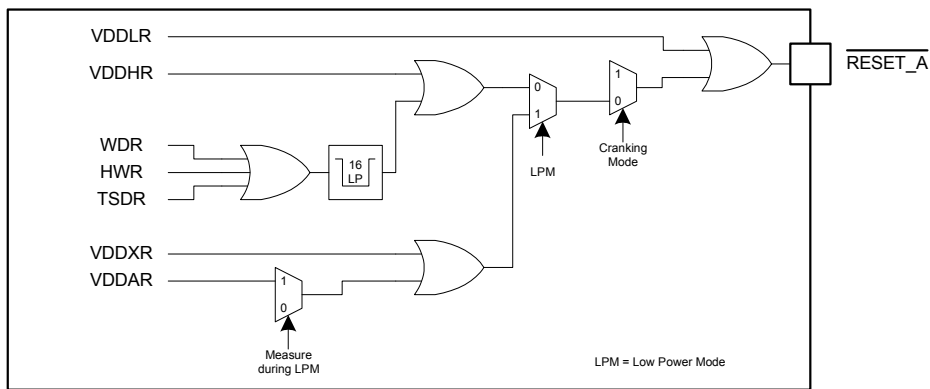 VDDLR
VDDHR
RESET_A
1
0
0
1
WDR
HWR
TSDR
16
LP
Cranking
Mode
LPM
VDDXR
VDDAR
1
0
Measure
during LPM
LPM = Low Power Mode